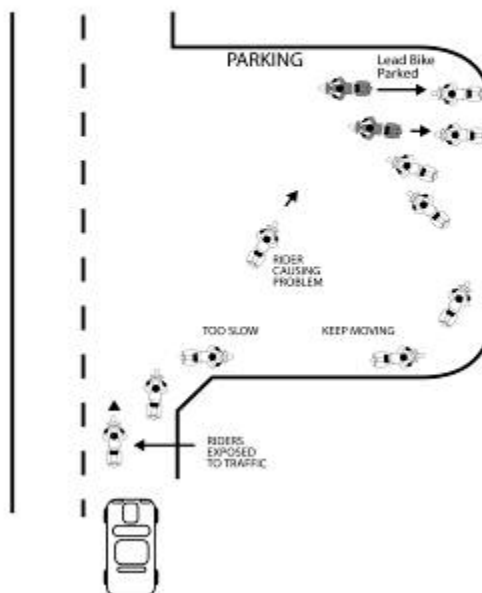 PARKING
Lead Bike
Parked
RIDER
CAUSING
PROBLEM
TOO SLOW
KEEP MOVING
RIDERS
EXPOSED
TO TRAFFIC